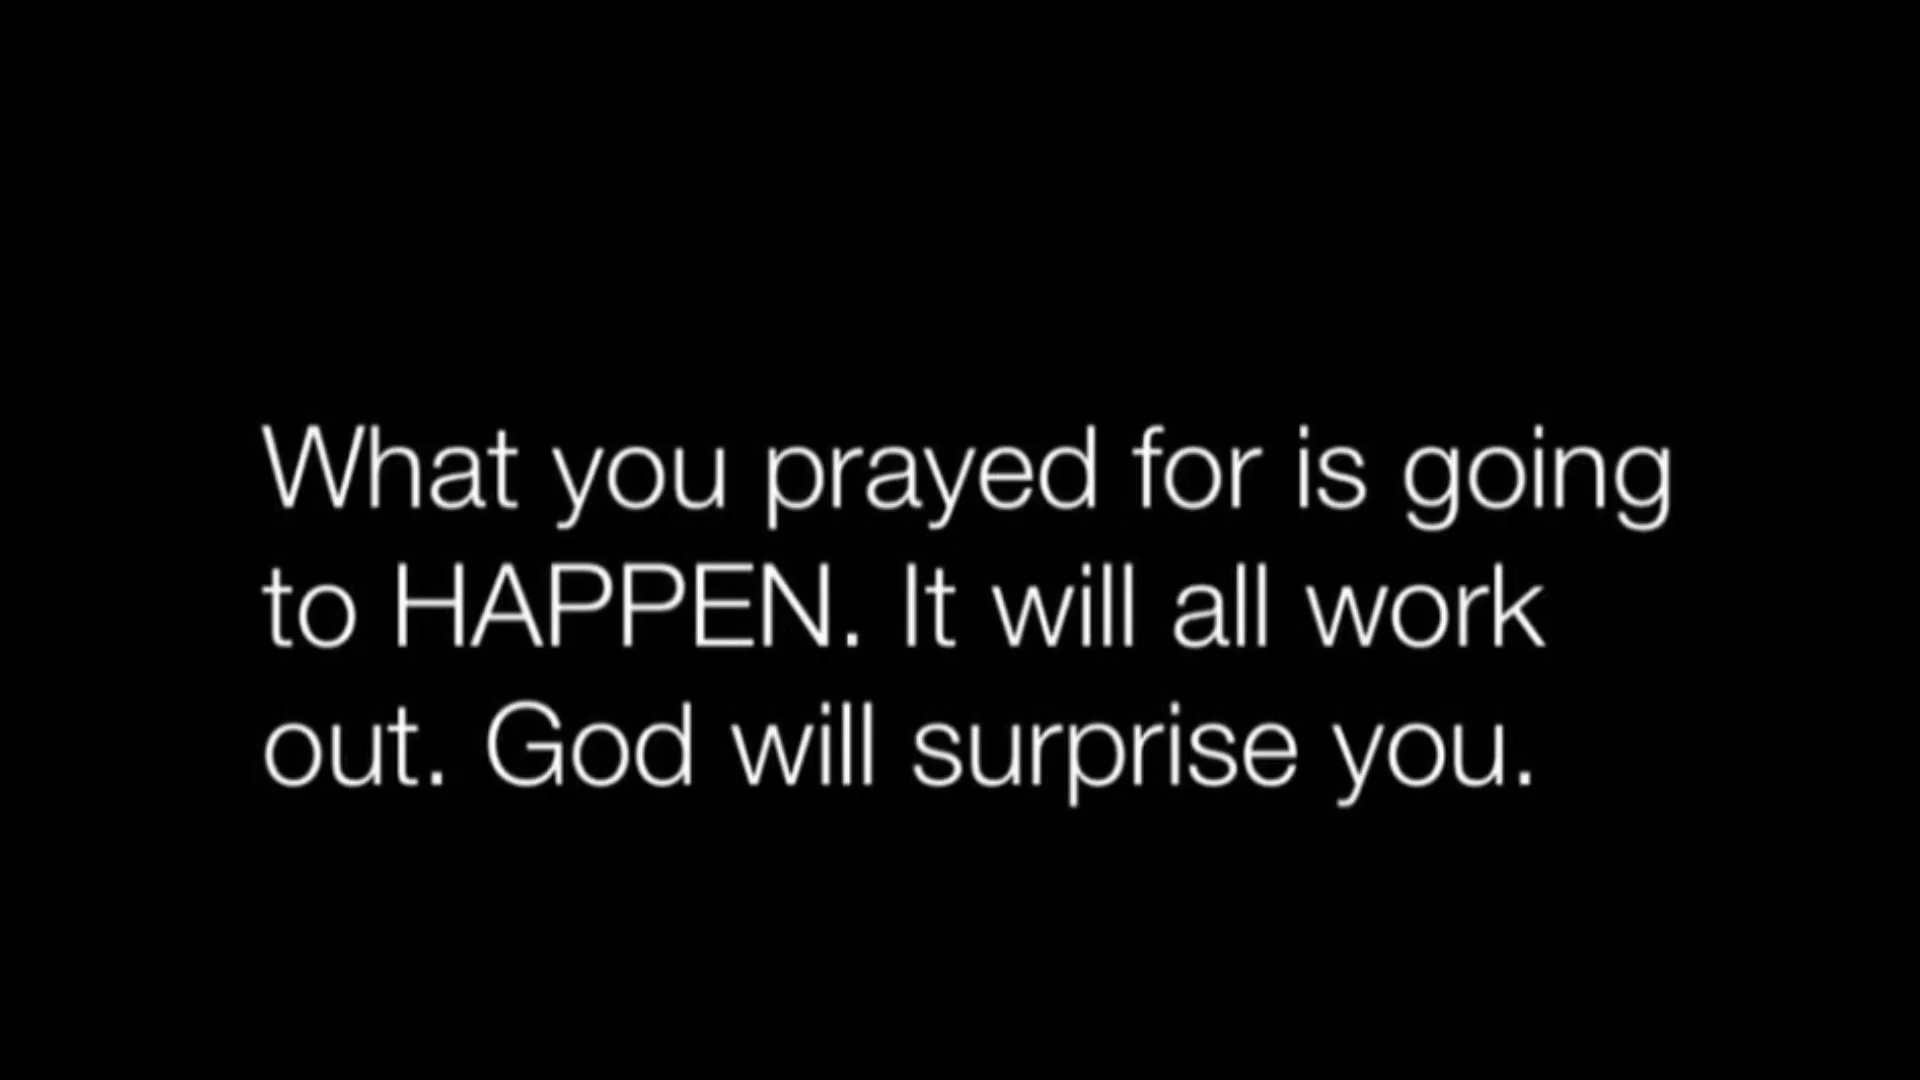 What you prayed for is going
to HAPPEN. It will all work
out. God will surprise you.